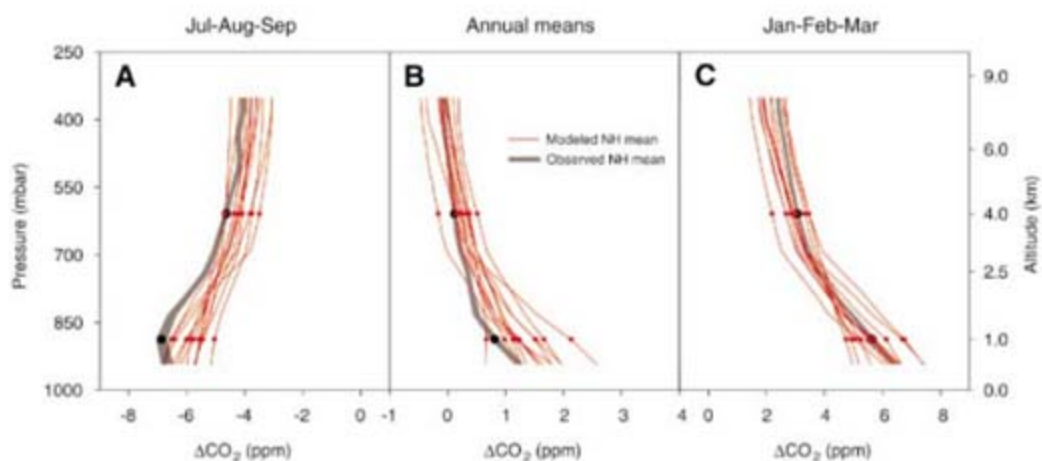 Jul-Aug-Sep Annual means Jan-Feb-Mar
A B C
250
400
550
700
850
1000
Pressure (mbar)
Modeled NH mean
Observed NH mean
9.0
6.0
4.0
2.5
1.0
0.0
Altitude (km)
-8 -6 -4 -2 0 -1 0 1 2 3 4 0 2 4 6 8
ΔCO₂ (ppm) ΔCO₂ (ppm) ΔCO₂ (ppm)